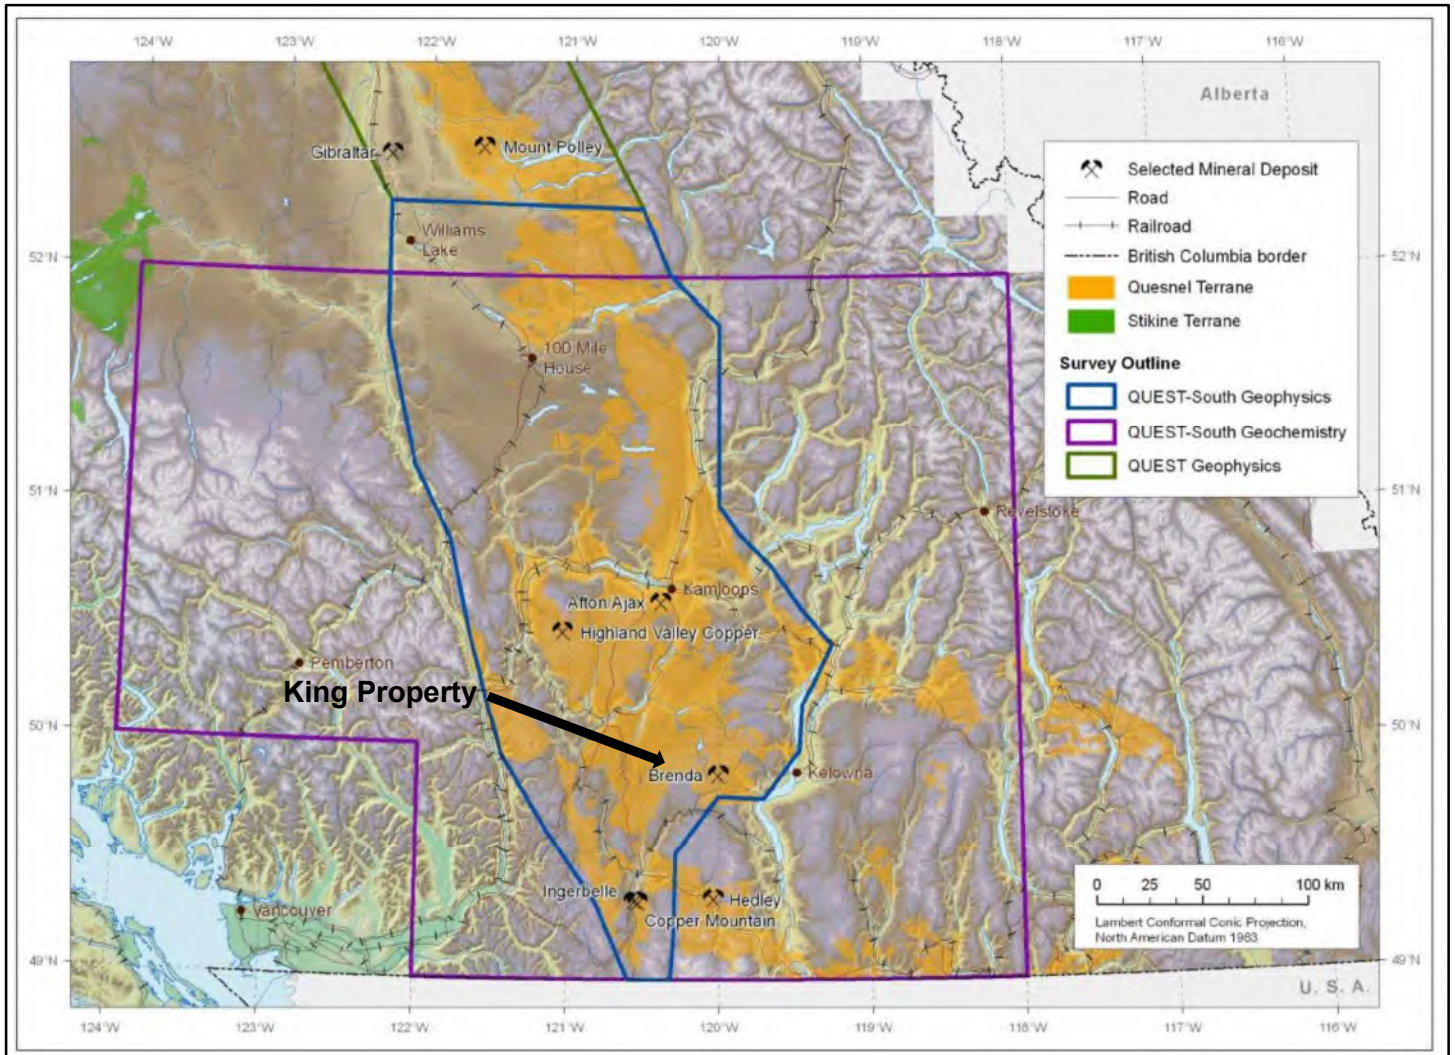 124°W 123°W 122°W 121°W 120°W 119°W 118°W 117°W 116°W
Alberta
Gibraltar
Mount Polley
Selected Mineral Deposit
Road
Railroad
British Columbia border
Quesnel Terrane
Stikine Terrane
Survey Outline
QUEST-South Geophysics
QUEST-South Geochemistry
QUEST Geophysics
Williams
Lake
52°N
52°N
100 Mile
House
51°N
51°N
Revelstoke
Kamloops
Afton Ajax
Highland Valley Copper
Pemberton
King Property
50°N
50°N
Brenda
Kelowna
Ingerbelle
Hedley
Copper Mountain
Vancouver
0 25 50 100 km
Lambert Conformal Conic Projection,
North American Datum 1983
49°N
49°N
U. S. A.
124°W 123°W 122°W 121°W 120°W 119°W 118°W 117°W 116°W